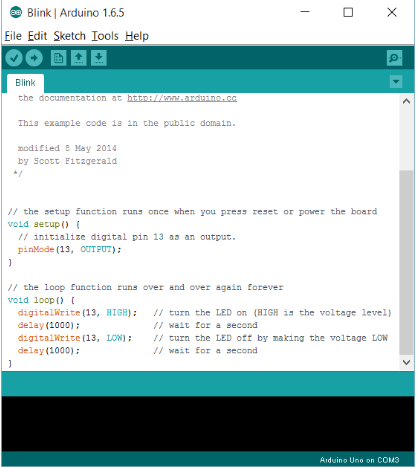 Blink | Arduino 1.6.5
File Edit Sketch Tools Help
Blink
the documentation at http://www.arduino.cc
This example code is in the public domain.
modified 8 May 2014
by Scott Fitzgerald
*/
// the setup function runs once when you press reset or power the board
void setup() {
// initialize digital pin 13 as an output.
pinMode(13, OUTPUT);
}
// the loop function runs over and over again forever
void loop() {
digitalWrite(13, HIGH); // turn the LED on (HIGH is the voltage level)
delay(1000); // wait for a second
digitalWrite(13, LOW); // turn the LED off by making the voltage LOW
delay(1000); // wait for a second
}
Arduino Uno on COM3